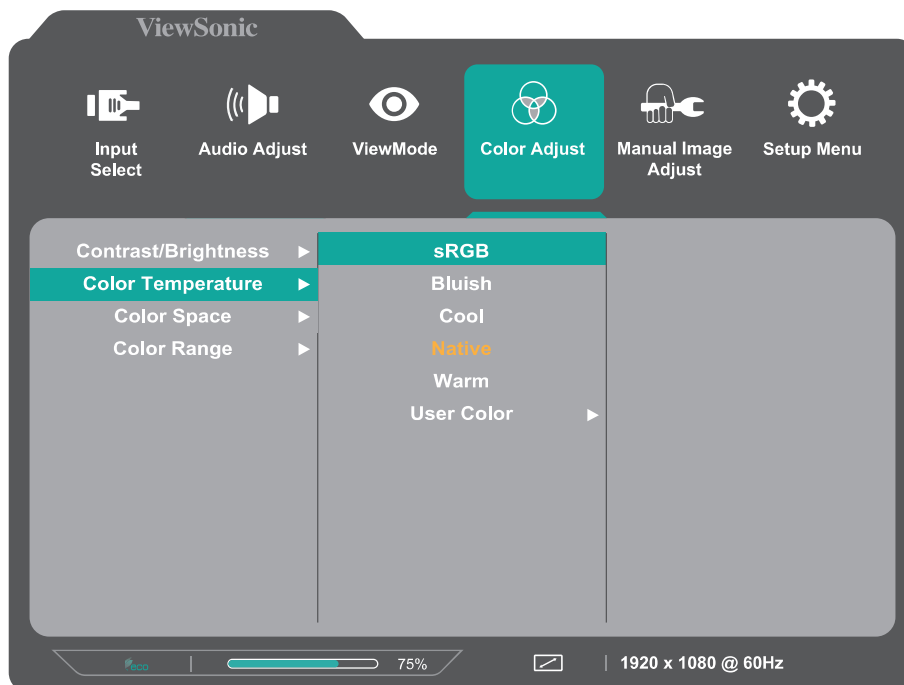 ViewSonic
Input
Select
Audio Adjust
ViewMode
Color Adjust
Manual Image
Adjust
Setup Menu
Contrast/Brightness
Color Temperature
Color Space
Color Range
sRGB
Bluish
Cool
Native
Warm
User Color
eco
75%
1920 x 1080 @ 60Hz